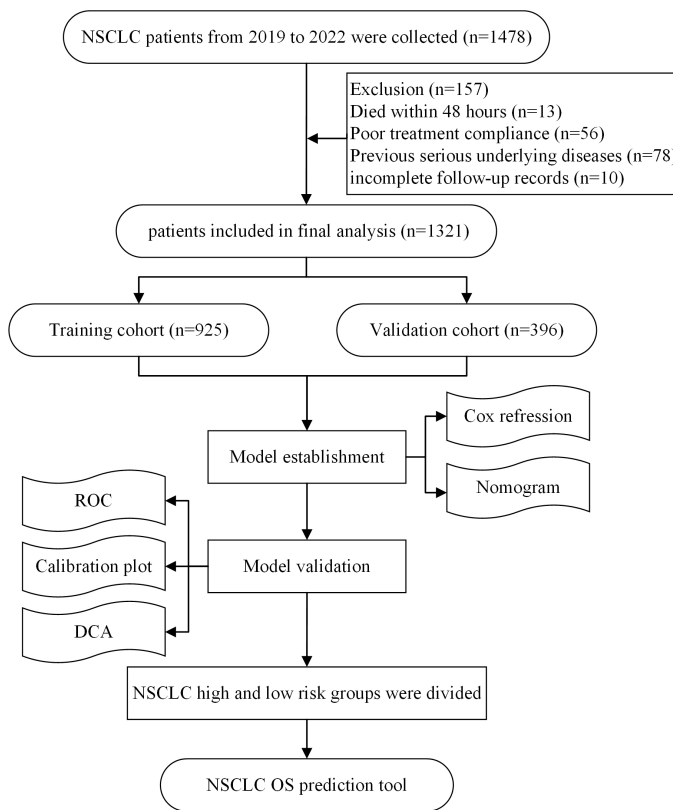 NSCLC patients from 2019 to 2022 were collected (n=1478)
Exclusion (n=157)
Died within 48 hours (n=13)
Poor treatment compliance (n=56)
Previous serious underlying diseases (n=78)
incomplete follow-up records (n=10)
patients included in final analysis (n=1321)
Training cohort (n=925)
Validation cohort (n=396)
Model establishment
Cox refression
Nomogram
ROC
Calibration plot
DCA
Model validation
NSCLC high and low risk groups were divided
NSCLC OS prediction tool